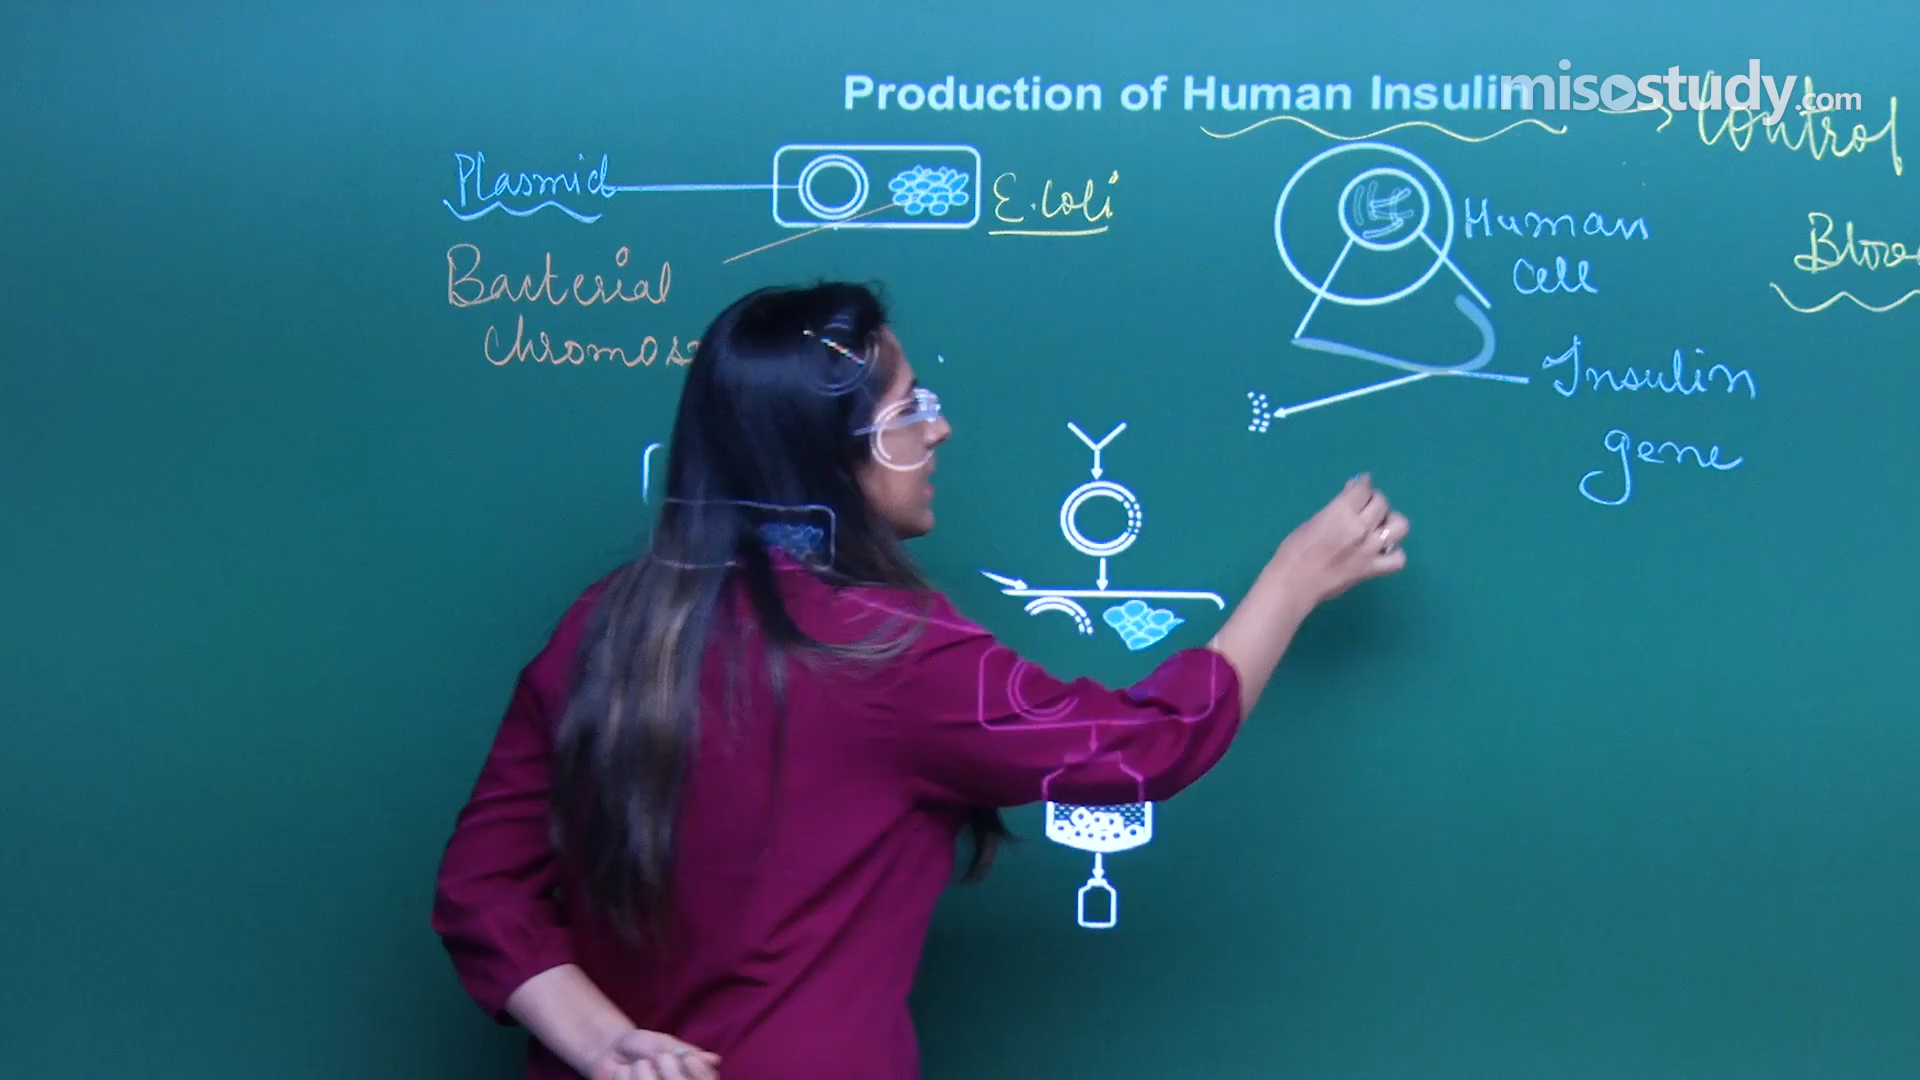 Production of Human Insulin
misostudy.com
Control
Plasmid
E.coli
Human
Cell
Bacterial
Insulin
gene